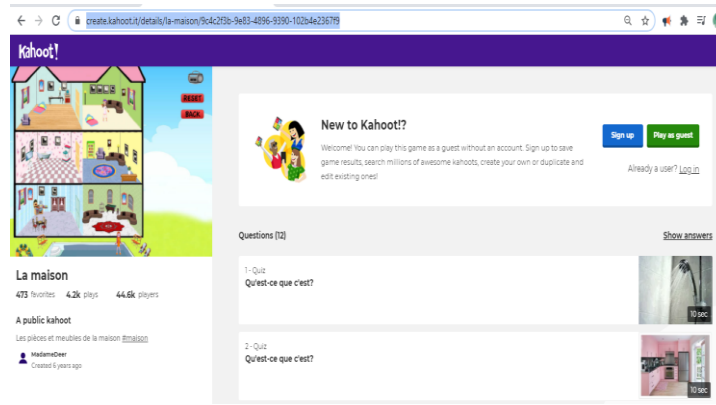 create.kahoot.it/details/la-maison/9c4c2f3b-9e83-4896-9390-102b4e2367f9
Kahoot!
RESET
BACK
La maison
473 favorites 4.2k plays 44.6k players
A public kahoot
Les pièces et meubles de la maison #maison
MadameDeer
Created 6 years ago
New to Kahoot!?
Welcome! You can play this game as a guest without an account. Sign up to save
game results, search millions of awesome kahoots, create your own or duplicate and
edit existing ones!
Sign up
Play as guest
Already a user? Log in
Questions (12)
Show answers
1 - Quiz
Qu'est-ce que c'est?
10 sec
2 - Quiz
Qu'est-ce que c'est?
10 sec